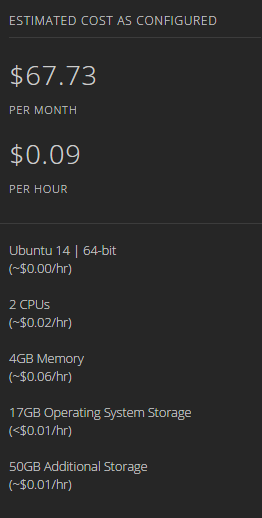 ESTIMATED COST AS CONFIGURED
$67.73
PER MONTH
$0.09
PER HOUR
Ubuntu 14 | 64-bit
(~$0.00/hr)
2 CPUs
(~$0.02/hr)
4GB Memory
(~$0.06/hr)
17GB Operating System Storage
(<$0.01/hr)
50GB Additional Storage
(~$0.01/hr)